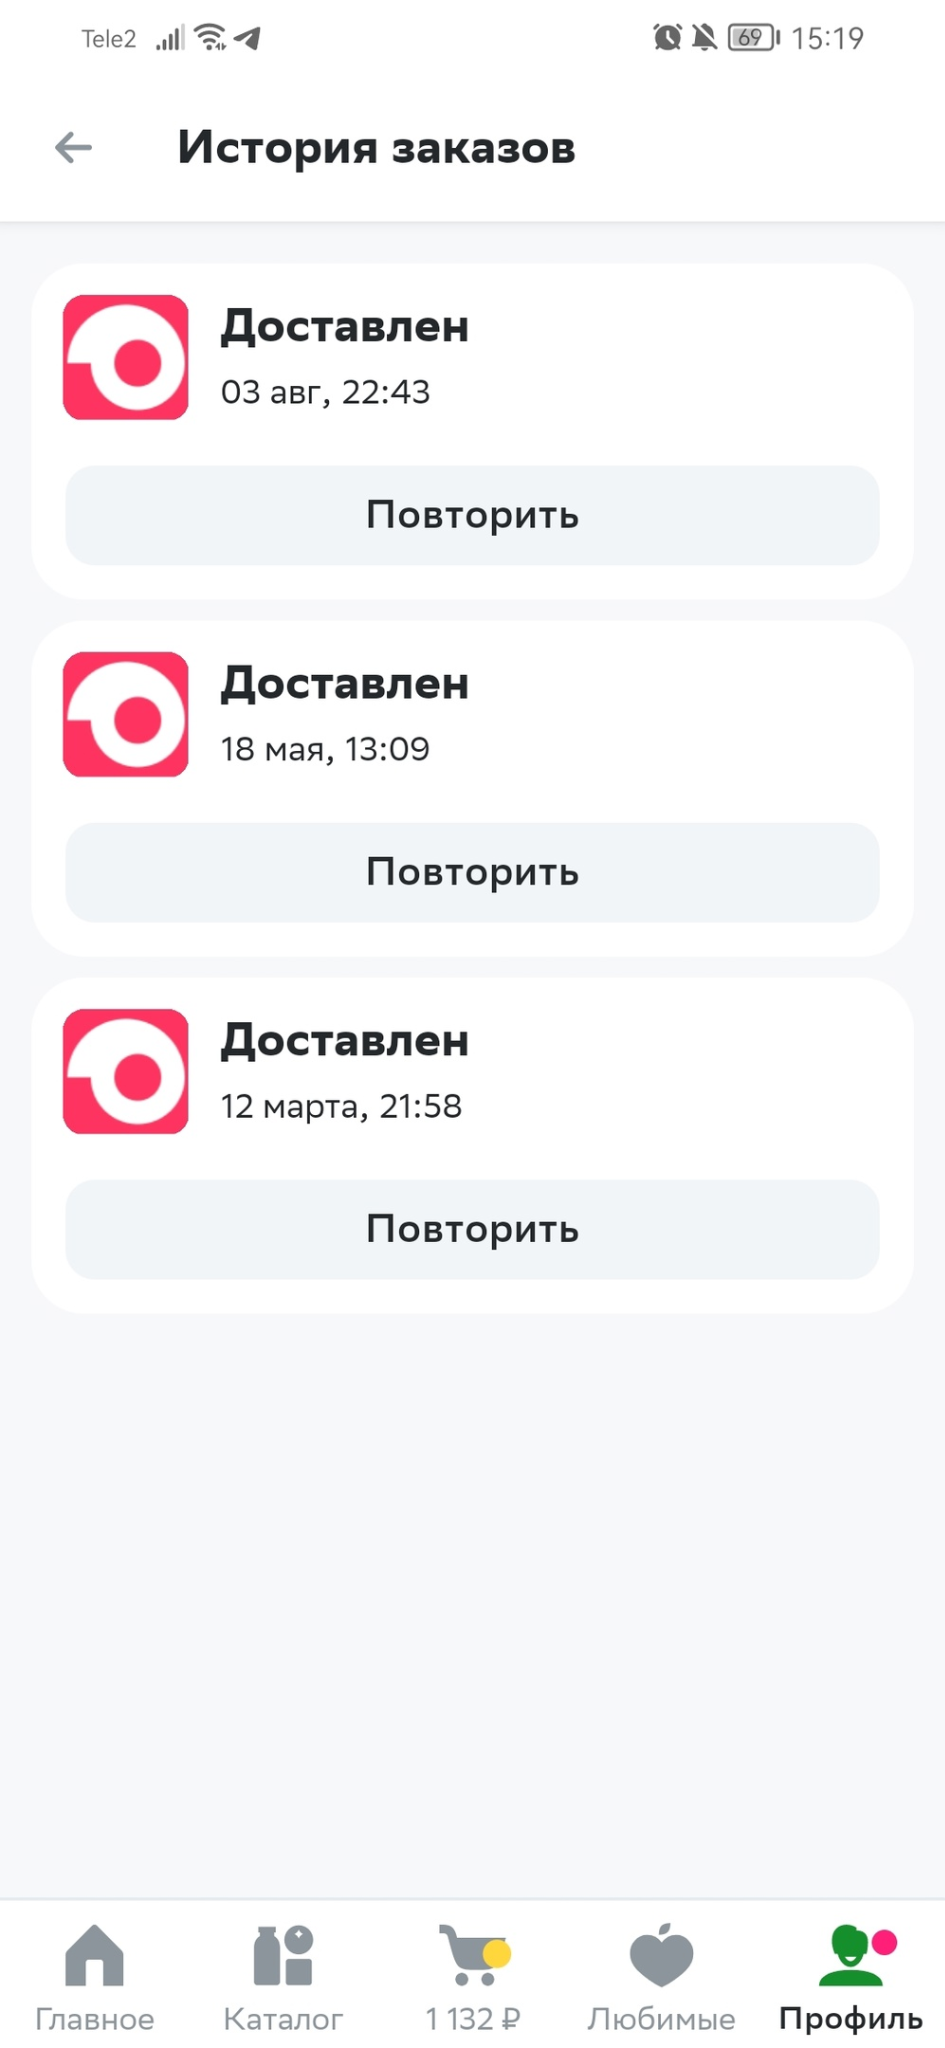 Tele2 69 15:19
История заказов
Доставлен
03 авг, 22:43
Повторить
Доставлен
18 мая, 13:09
Повторить
Доставлен
12 марта, 21:58
Повторить
Главное Каталог 1 132 ₽ Любимые Профиль